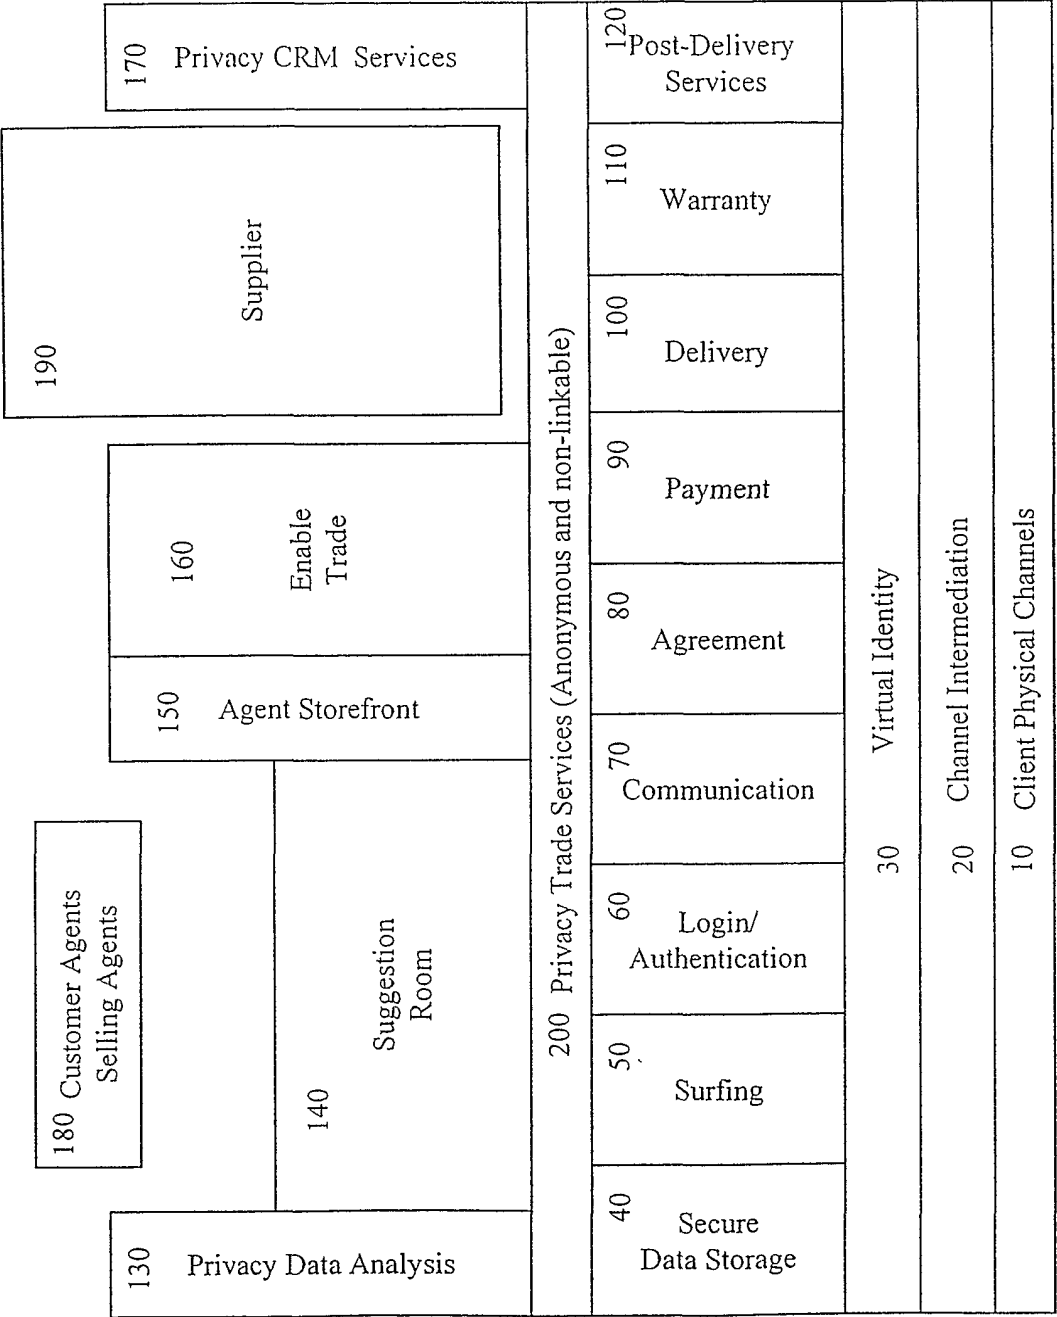 170
Privacy CRM Services
190
Supplier
160
Enable
Trade
150
Agent Storefront
180 Customer Agents
Selling Agents
140
Suggestion
Room
130
Privacy Data Analysis
200 Privacy Trade Services (Anonymous and non-linkable)
120
Post-Delivery
Services
110
Warranty
100
Delivery
90
Payment
80
Agreement
70
Communication
60
Login/
Authentication
50
Surfing
40
Secure
Data Storage
30 Virtual Identity
20 Channel Intermediation
10 Client Physical Channels